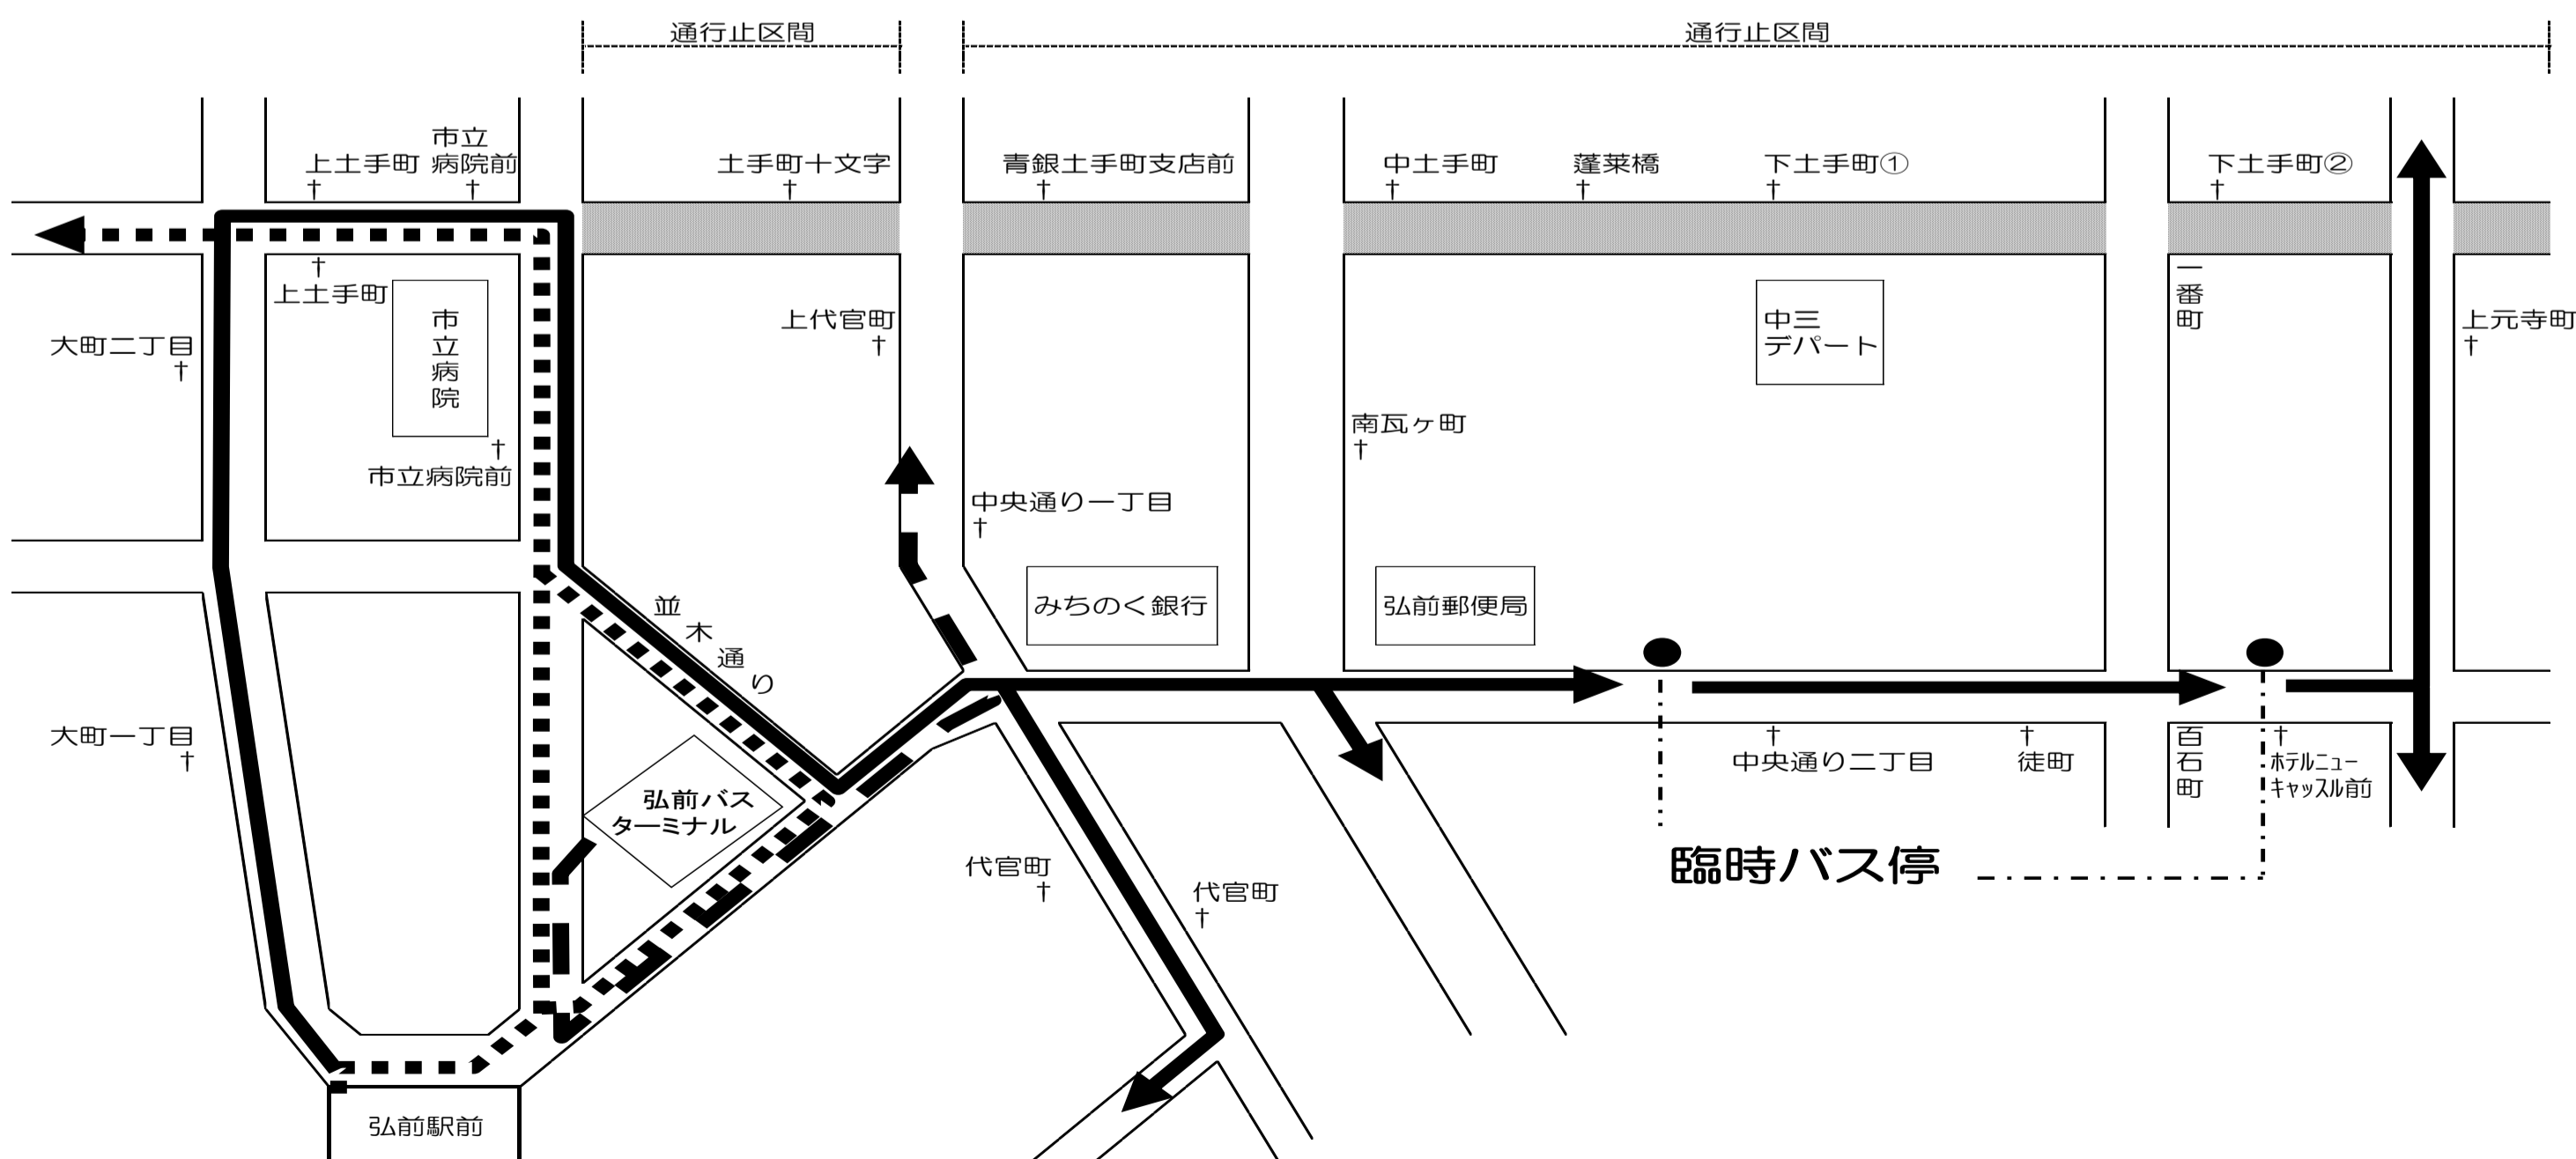 通行止区間
通行止区間
上土手町
市立
病院前
土手町十文字
青銀土手町支店前
中土手町
蓬莱橋
下土手町①
下土手町②
上土手町
市立病院
大町二丁目
市立病院前
上代官町
中央通り一丁目
南瓦ヶ町
中三
デパート
一番町
上元寺町
みちのく銀行
弘前郵便局
並木通り
大町一丁目
弘前バス
ターミナル
代官町
代官町
中央通り二丁目
徒町
百石町
ホテルニュー
キャッスル前
臨時バス停
弘前駅前